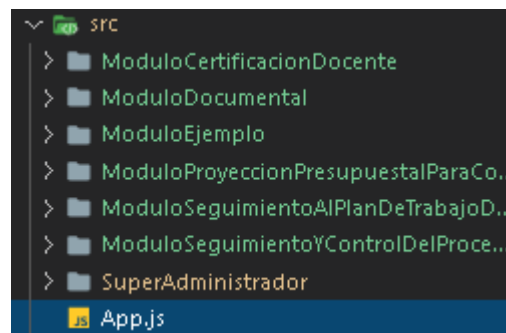 src
ModuloCertificacionDocente
ModuloDocumental
ModuloEjemplo
ModuloProyeccionPresupuestalParaCo...
ModuloSeguimientoAlPlanDeTrabajoD...
ModuloSeguimientoYControlDelProce...
SuperAdministrador
JS App.js